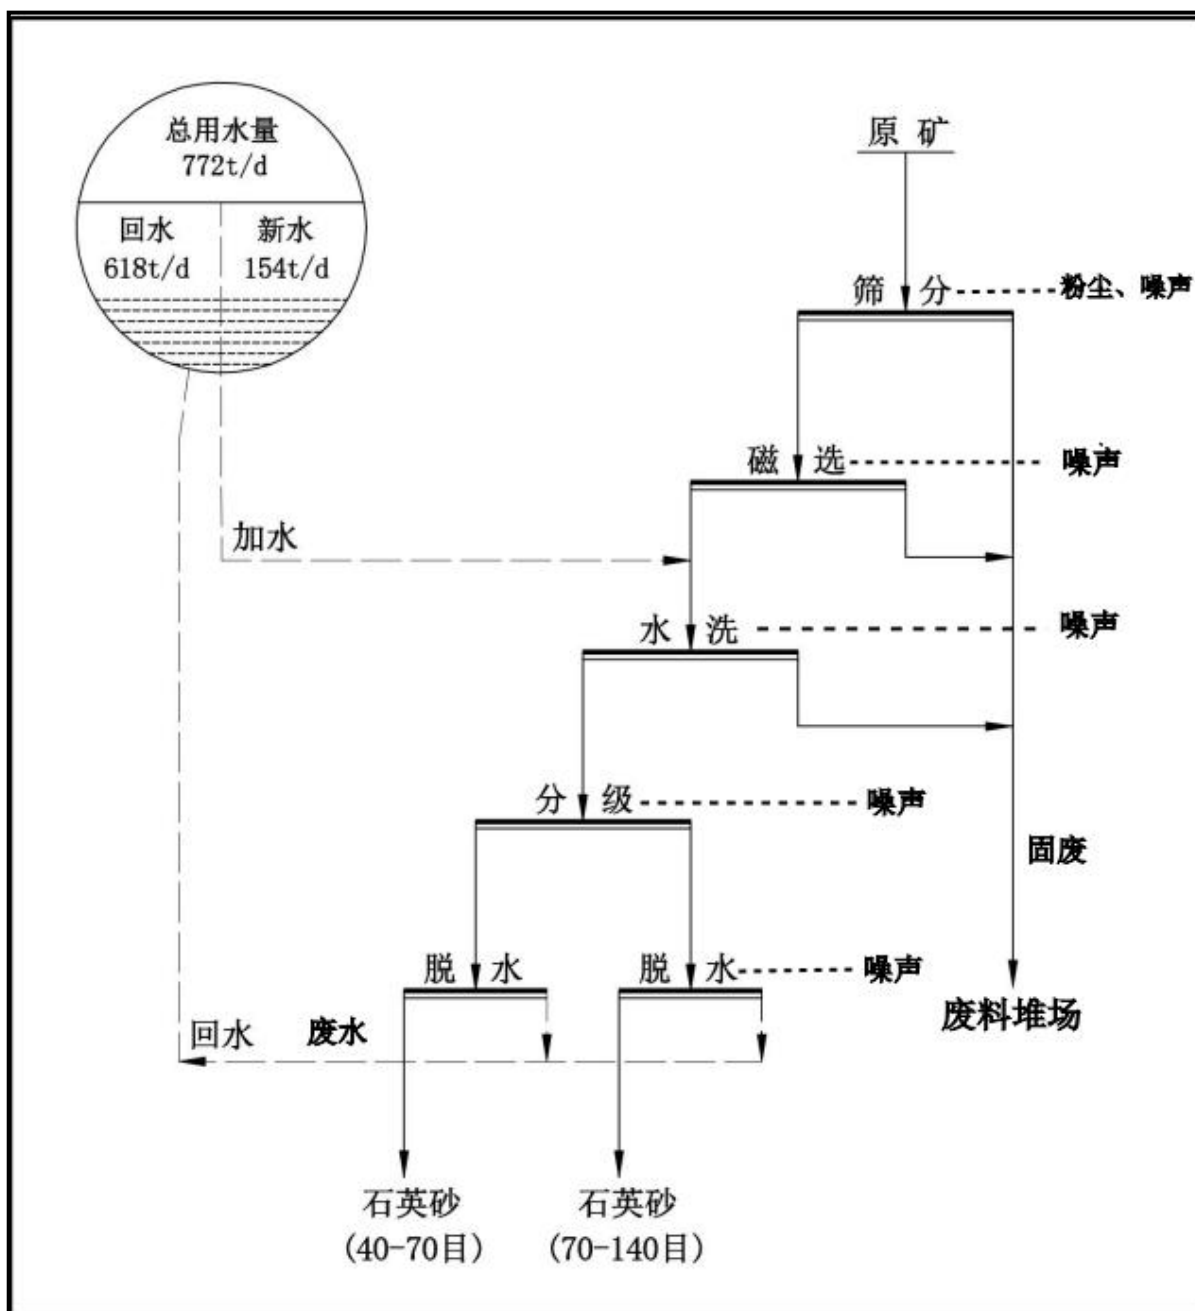 总用水量
772t/d
回水 新水
618t/d 154t/d
原 矿
筛 分 粉尘、噪声
磁 选 噪声
加水
水 洗 噪声
分 级 噪声
固废
脱 水 脱 水 噪声
废料堆场
回水 废水
石英砂 石英砂
(40-70目) (70-140目)